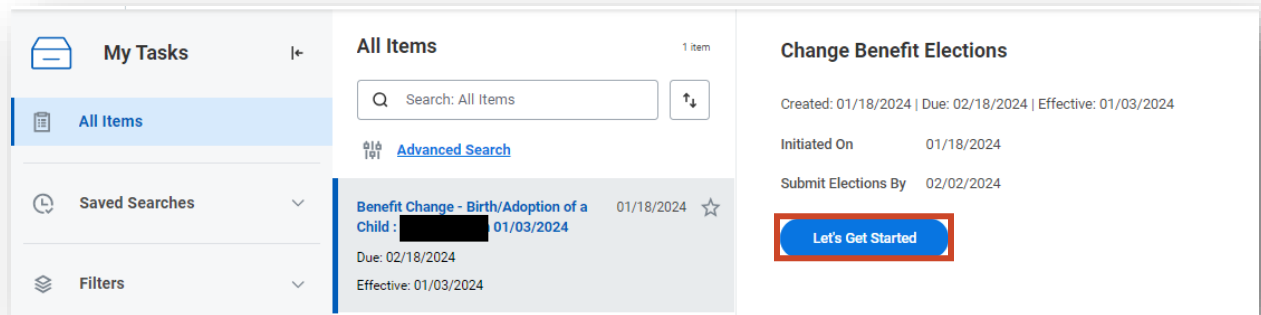 My Tasks
All Items
Saved Searches
Filters
All Items
1 item
Search: All Items
Advanced Search
Benefit Change - Birth/Adoption of a 01/18/2024
Child : 01/03/2024
Due: 02/18/2024
Effective: 01/03/2024
Change Benefit Elections
Created: 01/18/2024 | Due: 02/18/2024 | Effective: 01/03/2024
Initiated On 01/18/2024
Submit Elections By 02/02/2024
Let's Get Started